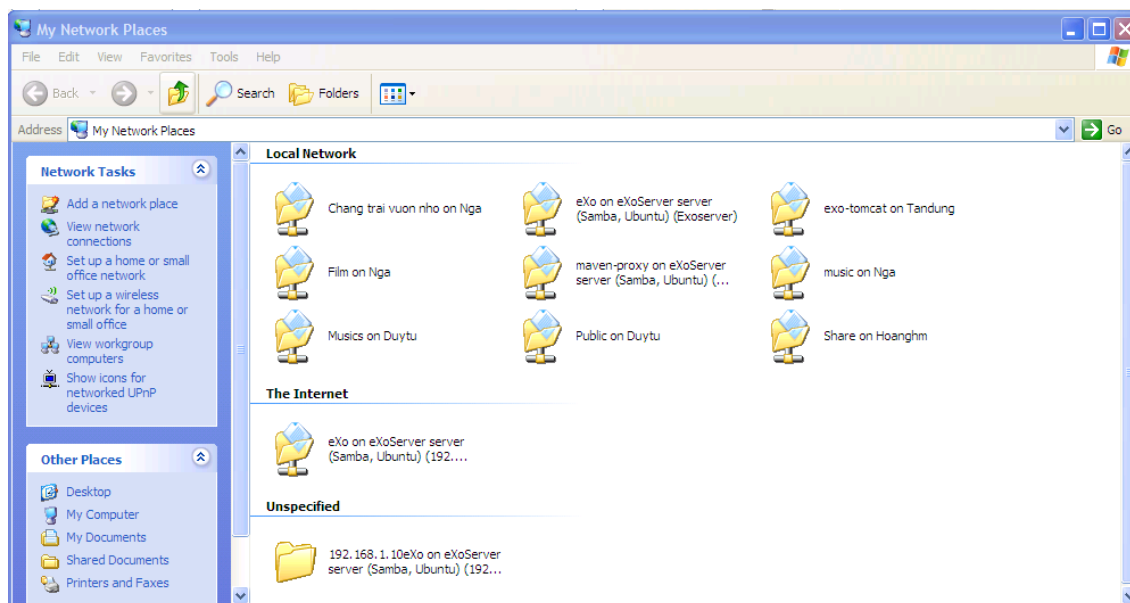 My Network Places
File Edit View Favorites Tools Help
Back Search Folders
Address My Network Places Go
Network Tasks
Add a network place
View network
connections
Set up a home or small
office network
Set up a wireless
network for a home or
small office
View workgroup
computers
Show icons for
networked UPnP
devices
Other Places
Desktop
My Computer
My Documents
Shared Documents
Printers and Faxes
Local Network
Chang trai vuon nho on Nga
eXo on eXoServer server
(Samba, Ubuntu) (Exoserver)
exo-tomcat on Tandung
Film on Nga
maven-proxy on eXoServer
server (Samba, Ubuntu) (...
music on Nga
Musics on Duytu
Public on Duytu
Share on Hoanghm
The Internet
eXo on eXoServer server
(Samba, Ubuntu) (192....
Unspecified
192.168.1.10eXo on eXoServer
server (Samba, Ubuntu) (192...